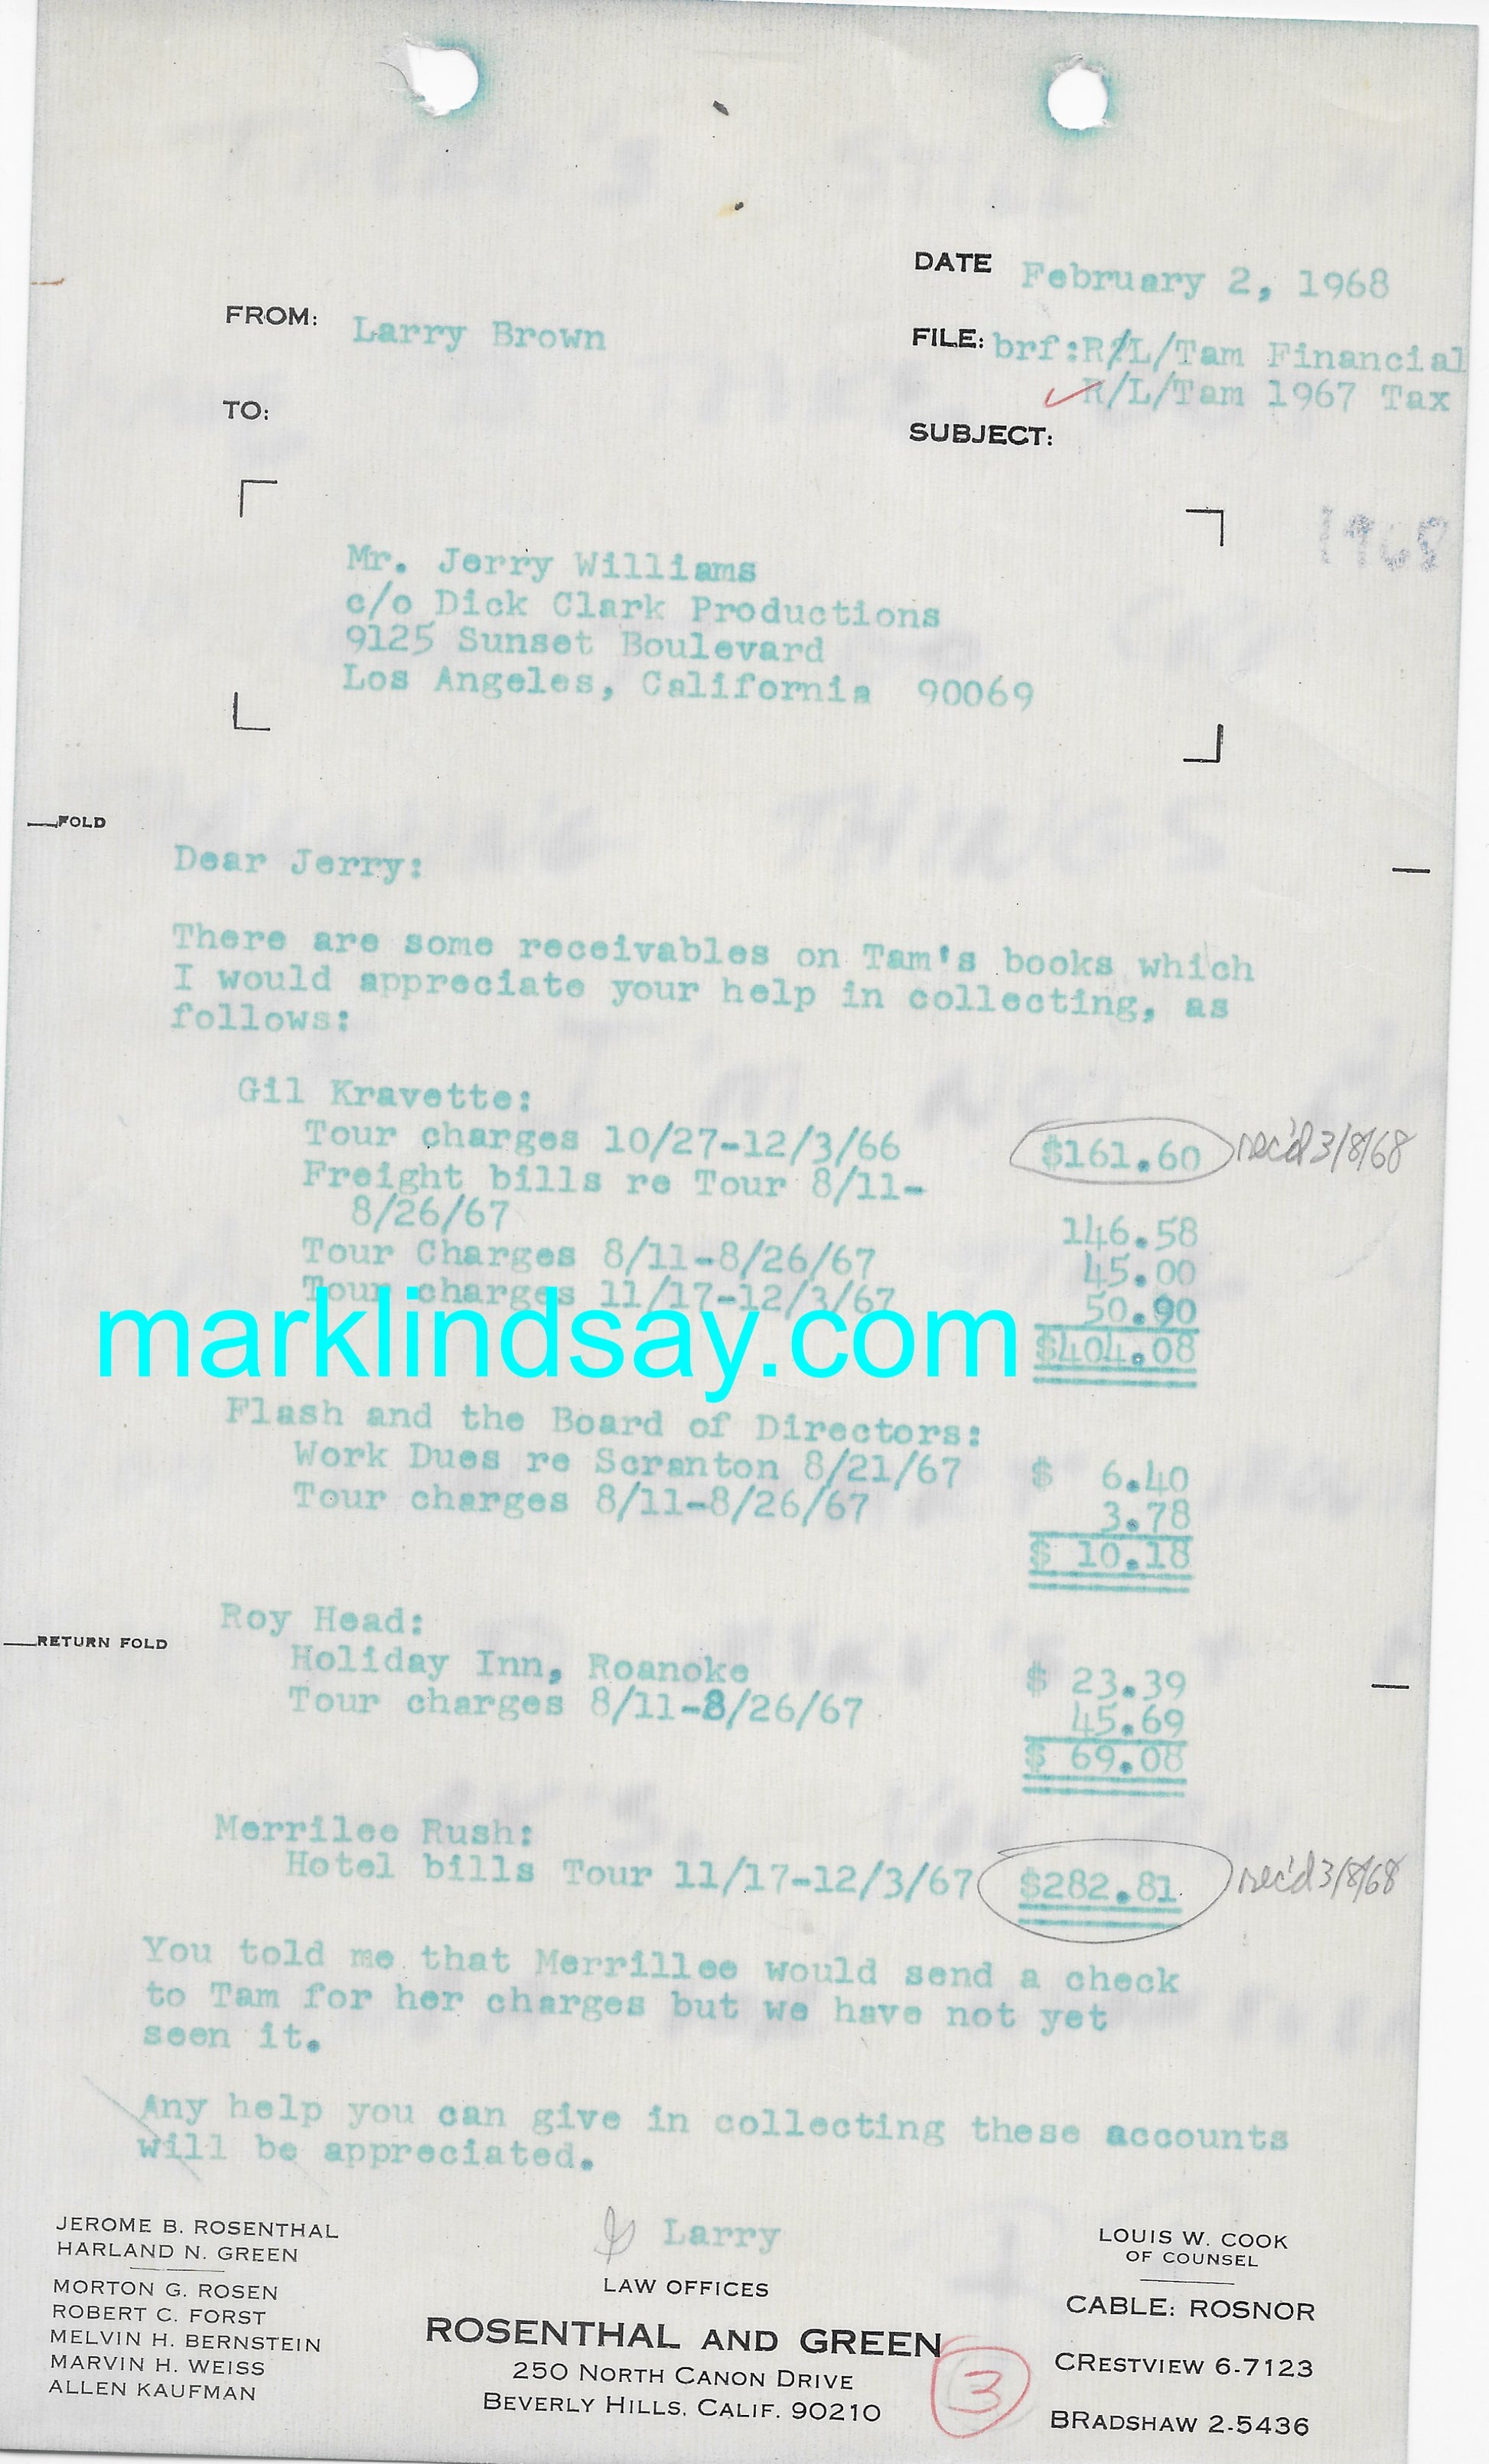 DATE February 2, 1968
FROM: Larry Brown
FILE: brf:R/L/Tam Financial
R/L/Tam 1967 Tax
TO:
SUBJECT:
1968
Mr. Jerry Williams
c/o Dick Clark Productions
9125 Sunset Boulevard
Los Angeles, California 90069
FOLD
Dear Jerry:
There are some receivables on Tam's books which
I would appreciate your help in collecting, as
follows:
Gil Kravette:
Tour charges 10/27-12/3/66 $161.60 rec'd 3/8/68
Freight bills re Tour 8/11-
8/26/67 146.58
Tour Charges 8/11-8/26/67 45.00
Tour charges 11/17-12/3/67 50.90
$404.08
marklindsay.com
Flash and the Board of Directors:
Work Dues re Scranton 8/21/67 $ 6.40
Tour charges 8/11-8/26/67 3.78
$ 10.18
Roy Head:
RETURN FOLD
Holiday Inn, Roanoke $ 23.39
Tour charges 8/11-8/26/67 45.69
$ 69.08
Merrilee Rush:
Hotel bills Tour 11/17-12/3/67 $282.81 rec'd 3/8/68
You told me that Merrillee would send a check
to Tam for her charges but we have not yet
seen it.
Any help you can give in collecting these accounts
will be appreciated.
Larry
JEROME B. ROSENTHAL
HARLAND N. GREEN
MORTON G. ROSEN
ROBERT C. FORST
MELVIN H. BERNSTEIN
MARVIN H. WEISS
ALLEN KAUFMAN
LAW OFFICES
ROSENTHAL AND GREEN
250 NORTH CANON DRIVE
BEVERLY HILLS, CALIF. 90210
3
LOUIS W. COOK
OF COUNSEL
CABLE: ROSNOR
CRESTVIEW 6-7123
BRADSHAW 2-5436